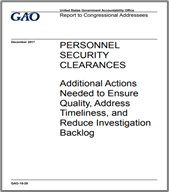 United States Government Accountability Office
GAO
Report to Congressional Addressees
December 2017
PERSONNEL
SECURITY
CLEARANCES
Additional Actions
Needed to Ensure
Quality, Address
Timeliness, and
Reduce Investigation
Backlog
GAO-18-29